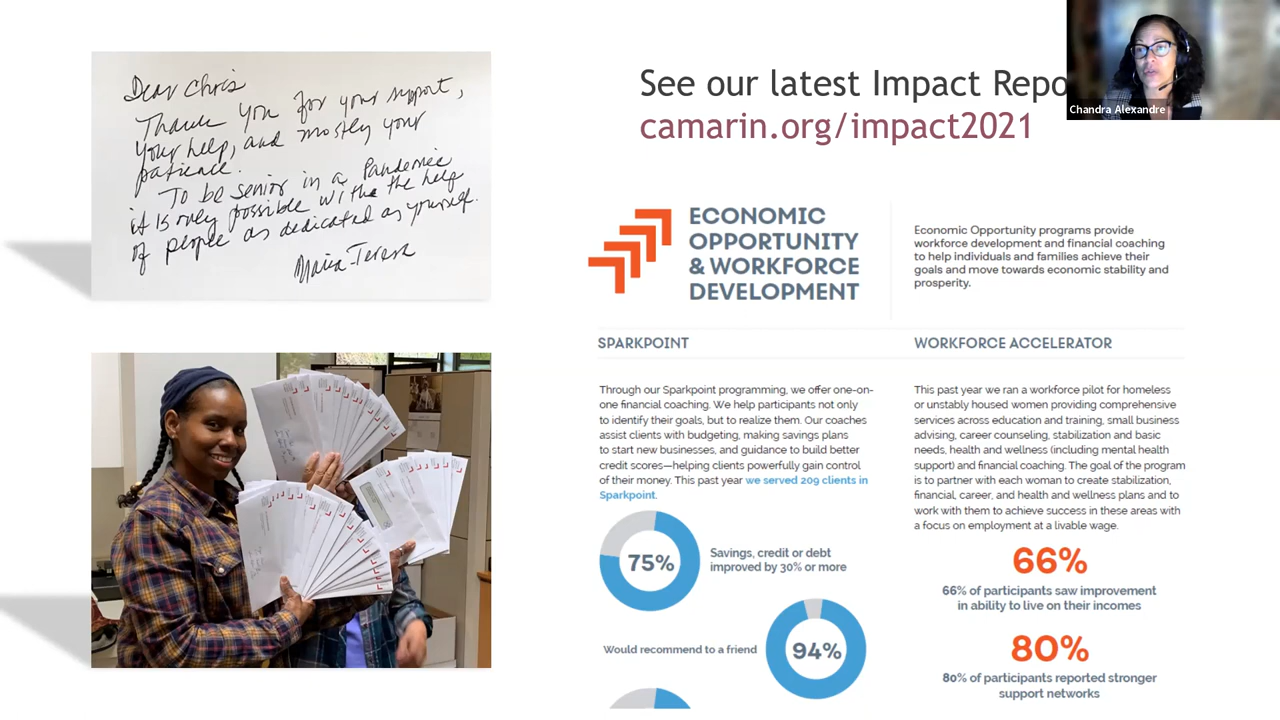 Dear Chris
Thank you for your support,
your help, and mostly your
patience.
To be senior in a Pandemic
it is only possible with the help
of people as dedicated as yourself.
Maria-Teresa
See our latest Impact Repo
camarin.org/impact2021
Chandra Alexandre
ECONOMIC
OPPORTUNITY
& WORKFORCE
DEVELOPMENT
Economic Opportunity programs provide
workforce development and financial coaching
to help individuals and families achieve their
goals and move towards economic stability and
prosperity.
SPARKPOINT
Through our Sparkpoint programming, we offer one-on-
one financial coaching. We help participants not only
to identify their goals, but to realize them. Our coaches
assist clients with budgeting, making savings plans
to start new businesses, and guidance to build better
credit scores—helping clients powerfully gain control
of their money. This past year we served 209 clients in
Sparkpoint.
75%
Savings, credit or debt
improved by 30% or more
Would recommend to a friend
94%
WORKFORCE ACCELERATOR
This past year we ran a workforce pilot for homeless
or unstably housed women providing comprehensive
services across education and training, small business
advising, career counseling, stabilization and basic
needs, health and wellness (including mental health
support) and financial coaching. The goal of the program
is to partner with each woman to create stabilization,
financial, career, and health and wellness plans and to
work with them to achieve success in these areas with
a focus on employment at a livable wage.
66%
66% of participants saw improvement
in ability to live on their incomes
80%
80% of participants reported stronger
support networks